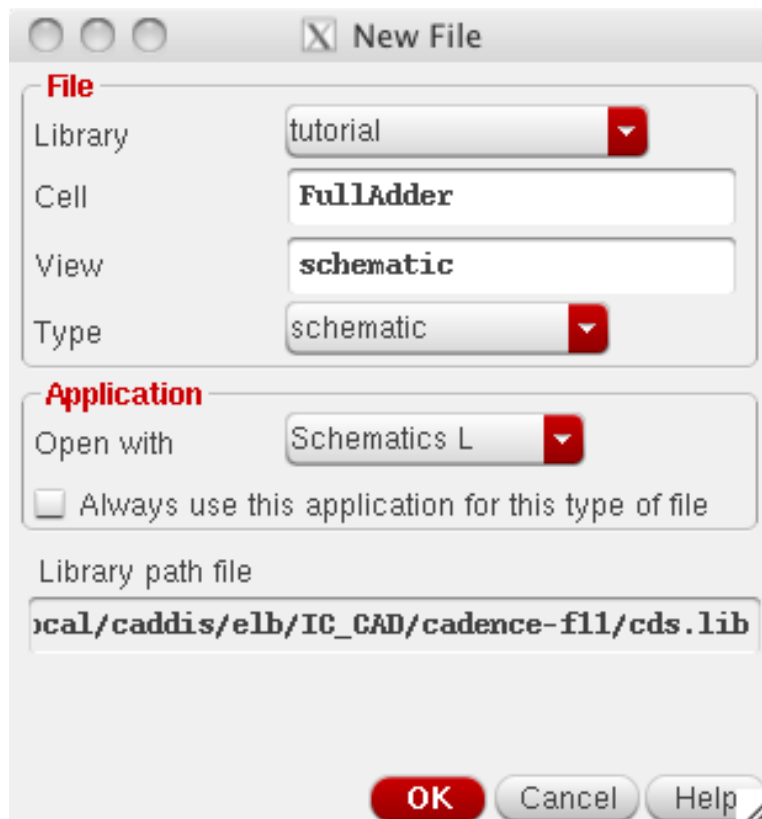 New File
File
Library tutorial
Cell FullAdder
View schematic
Type schematic
Application
Open with Schematics L
Always use this application for this type of file
Library path file
ocal/caddis/elb/IC_CAD/cadence-f11/cds.lib
OK Cancel Help